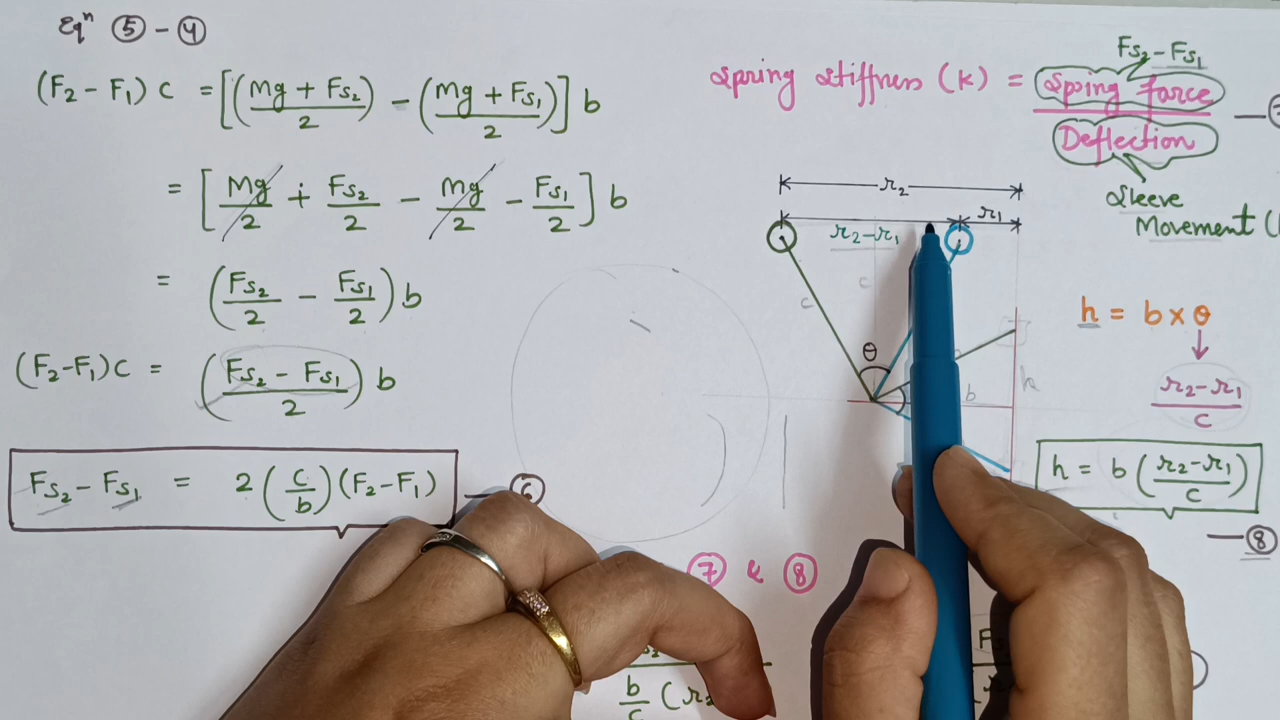 Eqⁿ ⑤ - ④
(F₂ - F₁) c = [((Mg + Fs₂)/2) - ((Mg + Fs₁)/2)] b
= [Mg/2 + Fs₂/2 - Mg/2 - Fs₁/2] b
= (Fs₂/2 - Fs₁/2) b
(F₂-F₁)c = ((Fs₂ - Fs₁)/2) b
Fs₂ - Fs₁ = 2 (c/b) (F₂ - F₁) — ⑥
Fs₂ - Fs₁
Spring Stiffness (k) = Spring force / Deflection
Sleeve
Movement
r₂
r₁
r₂-r₁
c
c
θ
b
h
h = b x θ
(r₂-r₁)/c
h = b ((r₂-r₁)/c)
— ⑧
⑦ & ⑧
b/c